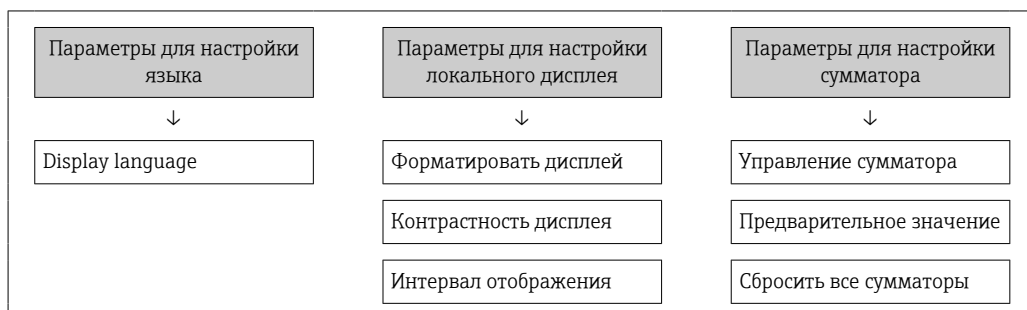 Параметры для настройки
языка
↓
Display language
Параметры для настройки
локального дисплея
↓
Форматировать дисплей
Контрастность дисплея
Интервал отображения
Параметры для настройки
сумматора
↓
Управление сумматора
Предварительное значение
Сбросить все сумматоры